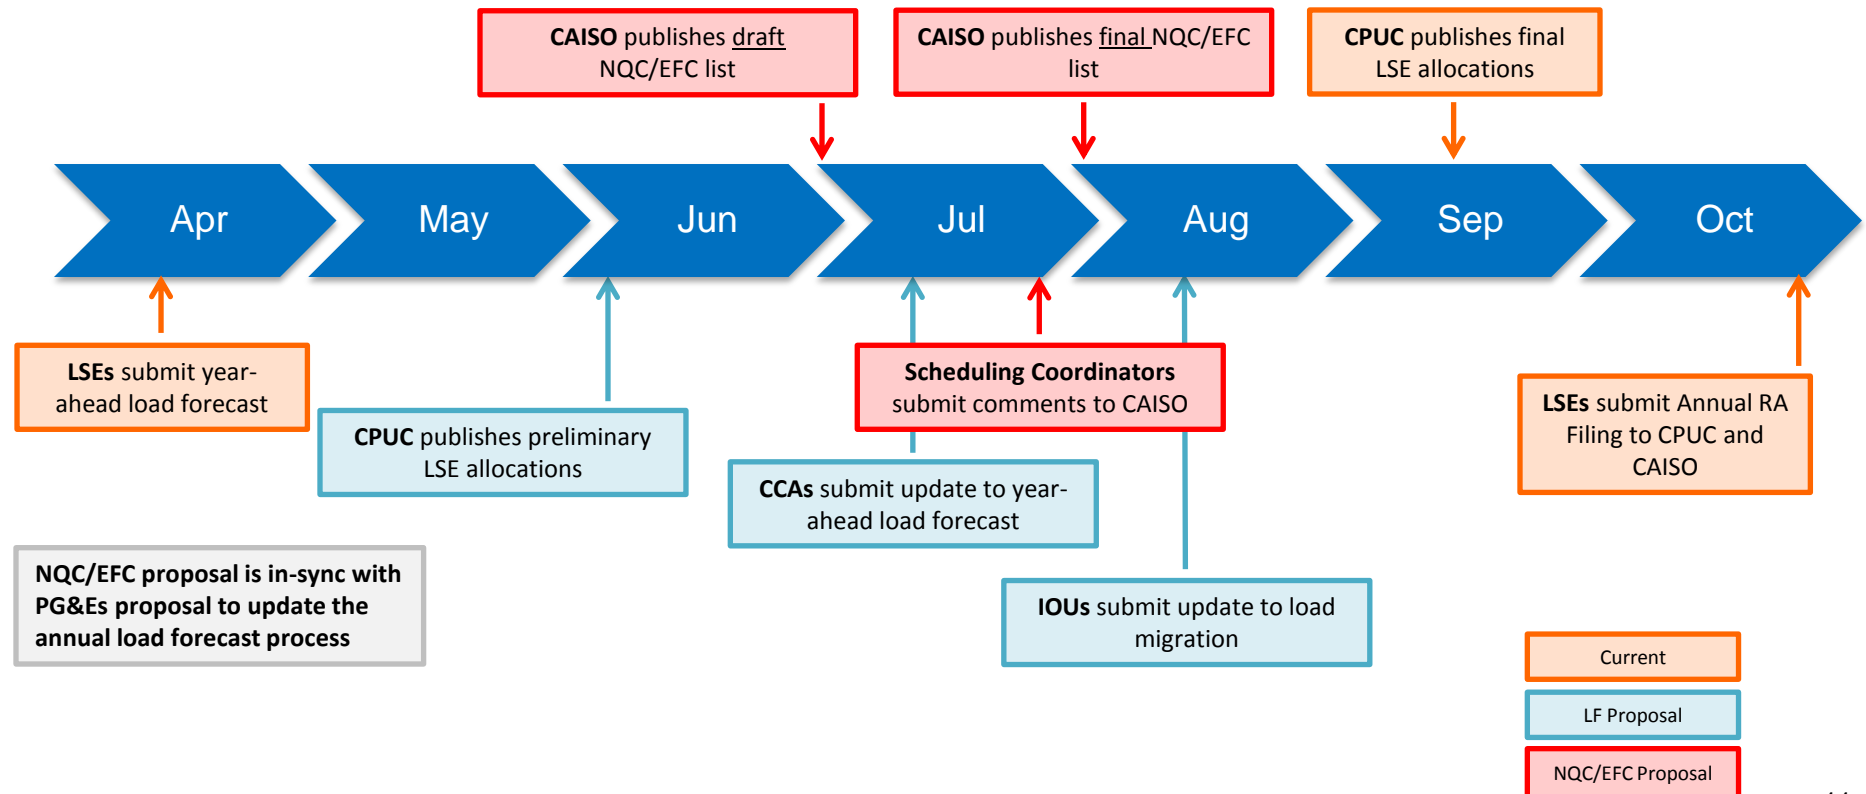 CAISO publishes draft
NQC/EFC list
CAISO publishes final NQC/EFC
list
CPUC publishes final
LSE allocations
Apr
May
Jun
Jul
Aug
Sep
Oct
LSEs submit year-
ahead load forecast
CPUC publishes preliminary
LSE allocations
Scheduling Coordinators
submit comments to CAISO
CCAs submit update to year-
ahead load forecast
IOUs submit update to load
migration
LSEs submit Annual RA
Filing to CPUC and
CAISO
NQC/EFC proposal is in-sync with
PG&Es proposal to update the
annual load forecast process
Current
LF Proposal
NQC/EFC Proposal